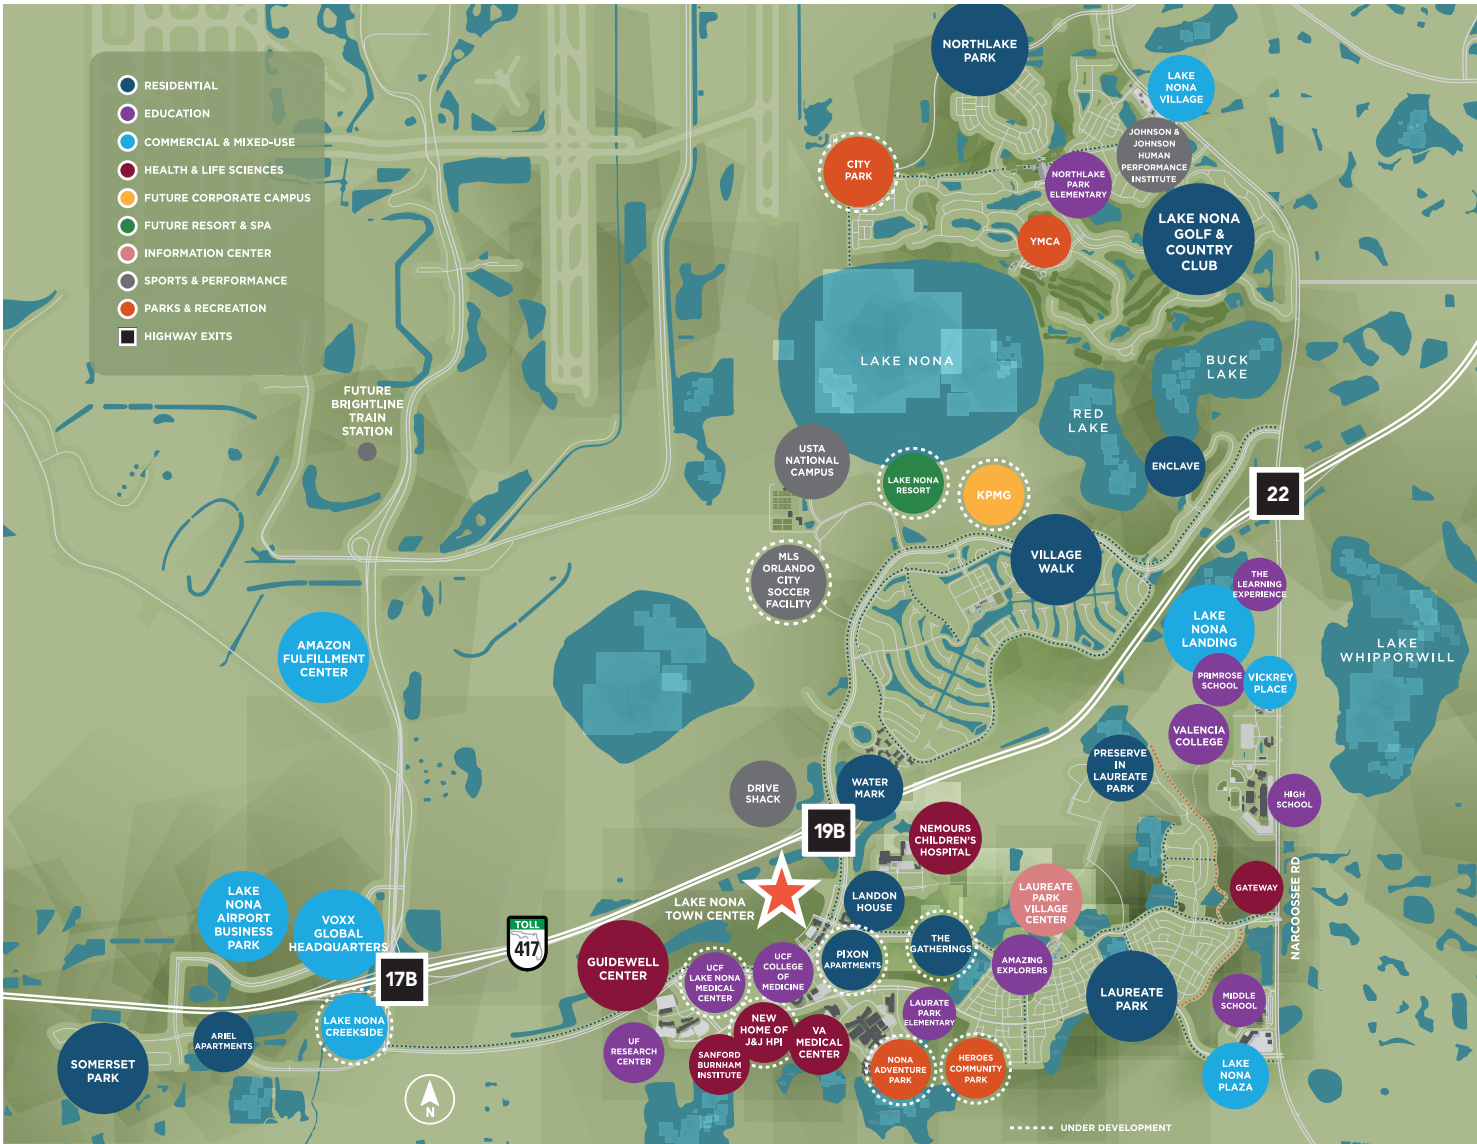 RESIDENTIAL
EDUCATION
COMMERCIAL & MIXED-USE
HEALTH & LIFE SCIENCES
FUTURE CORPORATE CAMPUS
FUTURE RESORT & SPA
INFORMATION CENTER
SPORTS & PERFORMANCE
PARKS & RECREATION
HIGHWAY EXITS
NORTHLAKE
PARK
LAKE
NONA
VILLAGE
JOHNSON &
JOHNSON
HUMAN
PERFORMANCE
INSTITUTE
CITY
PARK
NORTHLAKE
PARK
ELEMENTARY
LAKE NONA
GOLF &
COUNTRY
CLUB
YMCA
LAKE NONA
BUCK
LAKE
RED
LAKE
FUTURE
BRIGHTLINE
TRAIN
STATION
USTA
NATIONAL
CAMPUS
LAKE NONA
RESORT
KPMG
ENCLAVE
22
MLS
ORLANDO
CITY
SOCCER
FACILITY
VILLAGE
WALK
THE
LEARNING
EXPERIENCE
LAKE
NONA
LANDING
LAKE
WHIPPORWILL
PRIMROSE
SCHOOL
VICKREY
PLACE
AMAZON
FULFILLMENT
CENTER
VALENCIA
COLLEGE
PRESERVE
IN
LAUREATE
PARK
DRIVE
SHACK
WATER
MARK
HIGH
SCHOOL
19B
NEMOURS
CHILDREN'S
HOSPITAL
LAKE NONA
TOWN CENTER
LANDON
HOUSE
LAUREATE
PARK
VILLAGE
CENTER
GATEWAY
NARCOOSSEE RD
LAKE
NONA
AIRPORT
BUSINESS
PARK
VOXX
GLOBAL
HEADQUARTERS
TOLL
417
17B
GUIDEWELL
CENTER
UCF
LAKE NONA
MEDICAL
CENTER
UCF
COLLEGE
OF
MEDICINE
PIXON
APARTMENTS
THE
GATHERINGS
AMAZING
EXPLORERS
LAUREATE
PARK
MIDDLE
SCHOOL
LAURATE
PARK
ELEMENTARY
LAKE NONA
CREEKSIDE
ARIEL
APARTMENTS
SOMERSET
PARK
UF
RESEARCH
CENTER
NEW
HOME OF
J&J HPI
VA
MEDICAL
CENTER
SANFORD
BURNHAM
INSTITUTE
NONA
ADVENTURE
PARK
HEROES
COMMUNITY
PARK
LAKE
NONA
PLAZA
N
UNDER DEVELOPMENT